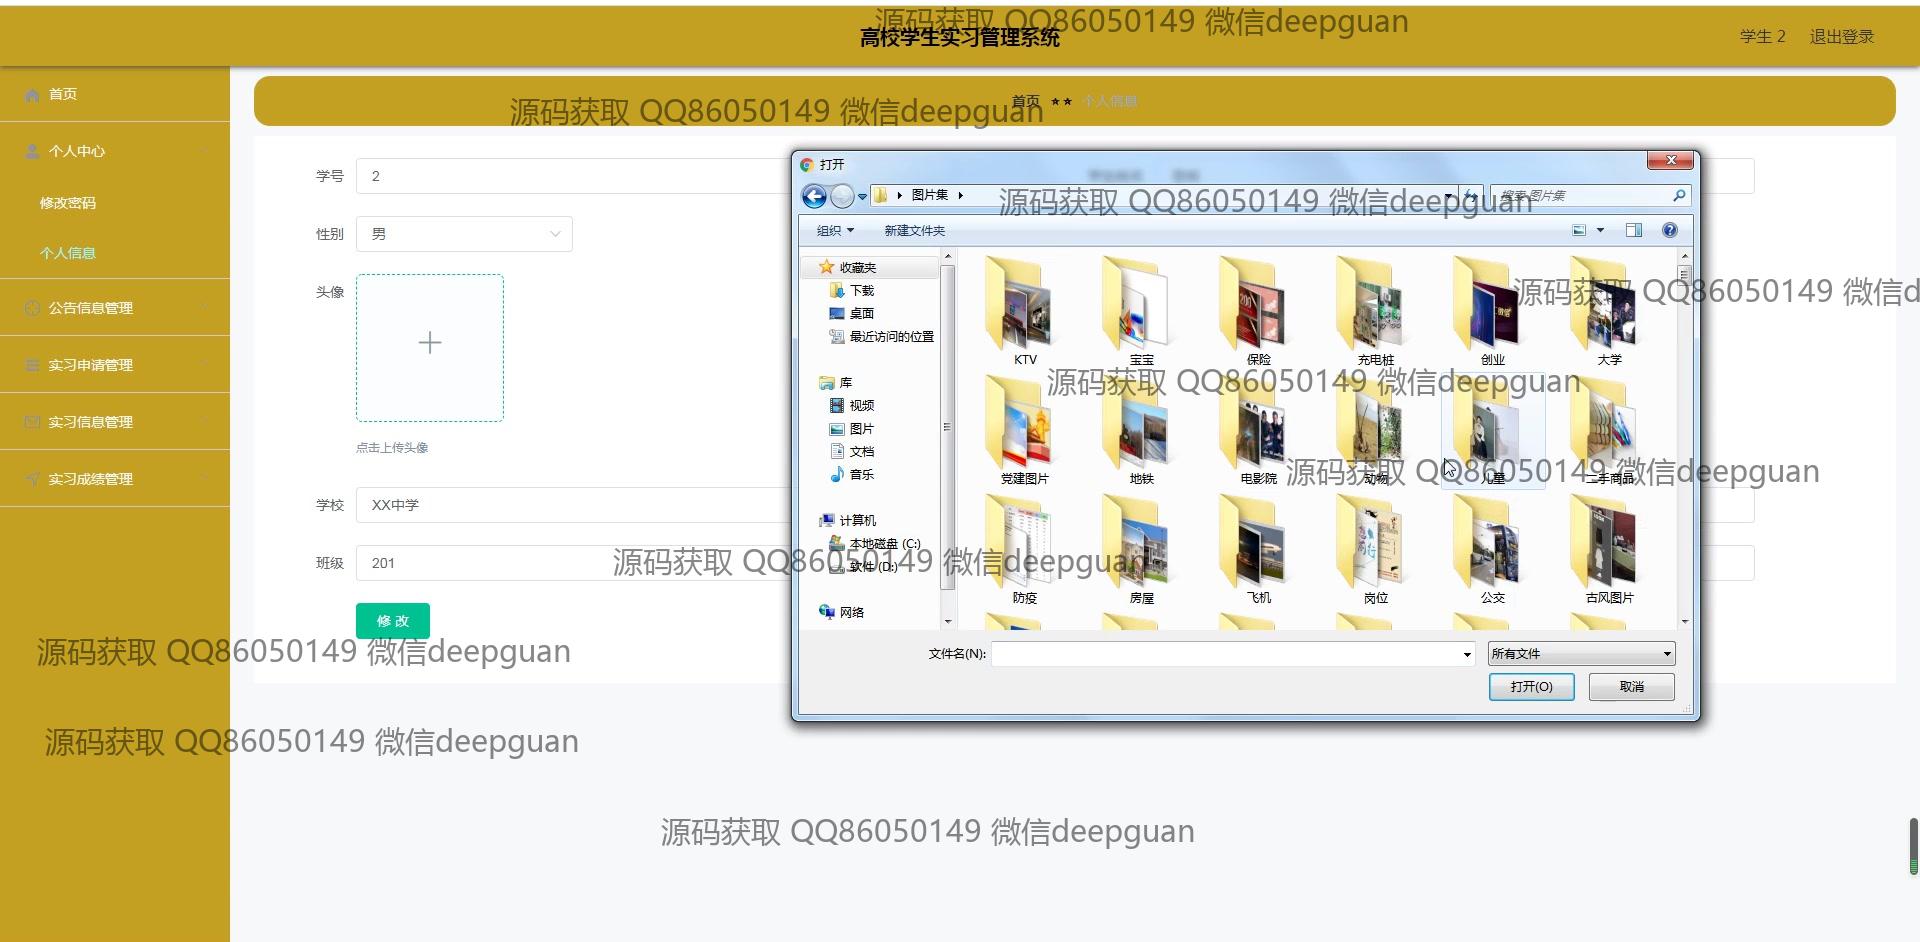 源码获取 QQ86050149 微信deepguan
高校学生实习管理系统
学生 2 退出登录
首页
个人中心
修改密码
个人信息
公告信息管理
实习申请管理
实习信息管理
实习成绩管理
首页 ★★ 个人信息
源码获取 QQ86050149 微信deepguan
学号 2
性别 男
头像
点击上传头像
学校 XX中学
班级 201
修 改
打开
图片集
搜索 图片集
源码获取 QQ86050149 微信deepguan
组织 新建文件夹
收藏夹
下载
桌面
最近访问的位置
库
视频
图片
文档
音乐
计算机
本地磁盘 (C:)
软件 (D:)
网络
源码获取 QQ86050149 微信d
KTV 宝宝 保险 充电桩 创业 大学
源码获取 QQ86050149 微信deepguan
党建图片 地铁 电影院 动物 儿童 二手商品
源码获取 QQ86050149 微信deepguan
源码获取 QQ86050149 微信deepguan
防疫 房屋 飞机 岗位 公交 古风图片
文件名(N): 所有文件
打开(O) 取消
源码获取 QQ86050149 微信deepguan
源码获取 QQ86050149 微信deepguan
源码获取 QQ86050149 微信deepguan